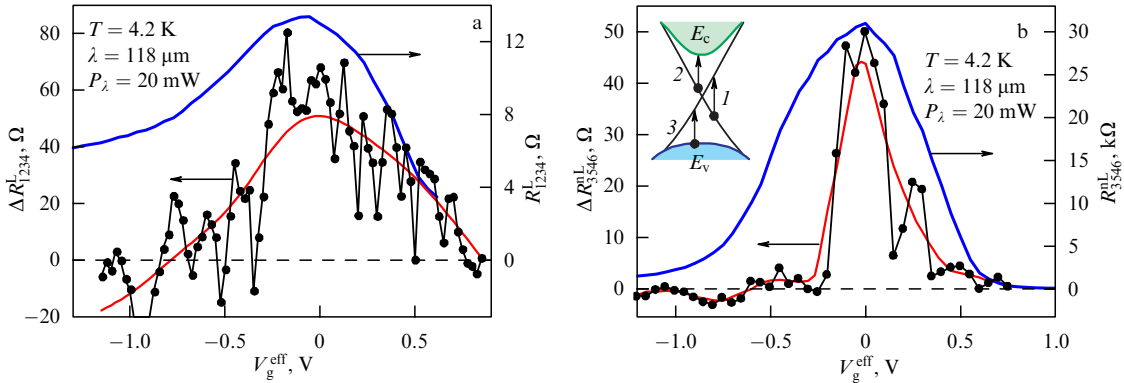 a
T = 4.2 K
λ = 118 μm
P_λ = 20 mW
80
60
40
20
0
−20
ΔR^L_1234, Ω
12
8
4
0
R^L_1234, Ω
−1.0
−0.5
0
0.5
V_g^eff, V
b
T = 4.2 K
λ = 118 μm
P_λ = 20 mW
E_c
2
1
3
E_v
50
40
30
20
10
0
ΔR^nL_3546, Ω
30
25
20
15
10
5
0
R^nL_3546, kΩ
−1.0
−0.5
0
0.5
1.0
V_g^eff, V